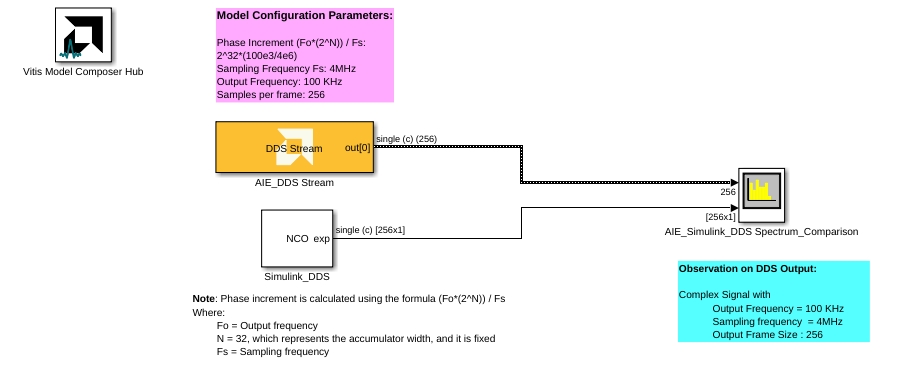 Model Configuration Parameters:
Phase Increment (Fo*(2^N)) / Fs:
2^32*(100e3/4e6)
Sampling Frequency Fs: 4MHz
Output Frequency: 100 KHz
Samples per frame: 256
Vitis Model Composer Hub
DDS Stream
out[0]
single (c) (256)
AIE_DDS Stream
256
[256x1]
NCO exp
single (c) [256x1]
Simulink_DDS
AIE_Simulink_DDS Spectrum_Comparison
Note: Phase increment is calculated using the formula (Fo*(2^N)) / Fs
Where:
Fo = Output frequency
N = 32, which represents the accumulator width, and it is fixed
Fs = Sampling frequency
Observation on DDS Output:
Complex Signal with
Output Frequency = 100 KHz
Sampling frequency = 4MHz
Output Frame Size : 256